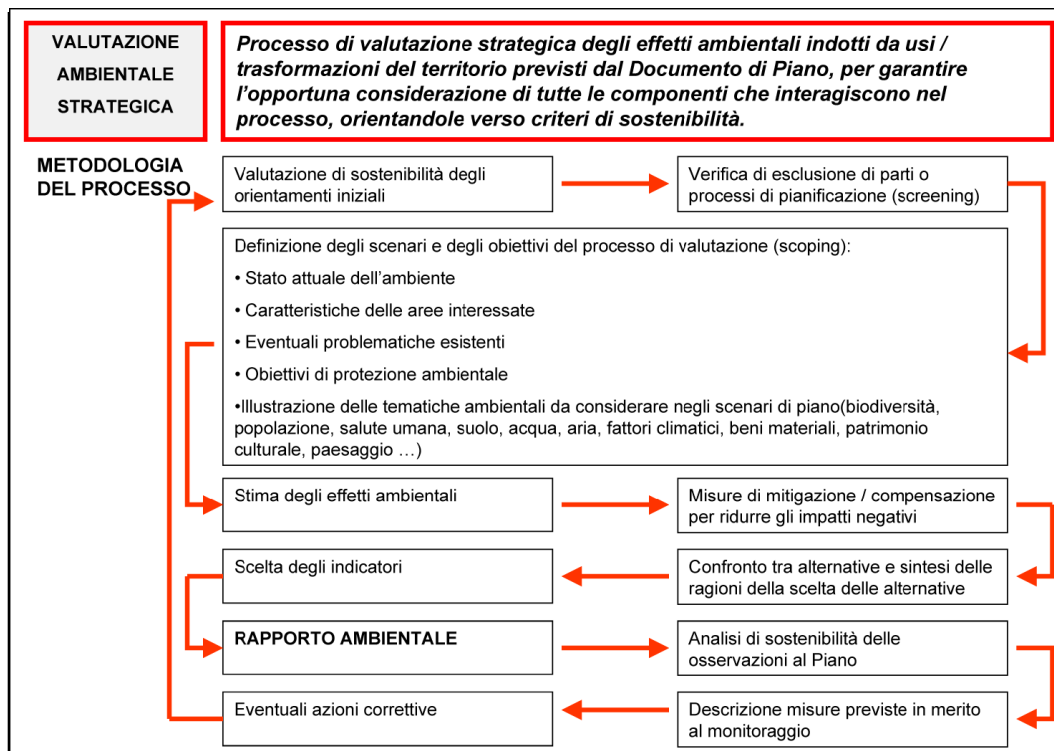 VALUTAZIONE
AMBIENTALE
STRATEGICA
Processo di valutazione strategica degli effetti ambientali indotti da usi /
trasformazioni del territorio previsti dal Documento di Piano, per garantire
l’opportuna considerazione di tutte le componenti che interagiscono nel
processo, orientandole verso criteri di sostenibilità.
METODOLOGIA
DEL PROCESSO
Valutazione di sostenibilità degli
orientamenti iniziali
Verifica di esclusione di parti o
processi di pianificazione (screening)
Definizione degli scenari e degli obiettivi del processo di valutazione (scoping):
• Stato attuale dell’ambiente
• Caratteristiche delle aree interessate
• Eventuali problematiche esistenti
• Obiettivi di protezione ambientale
•Illustrazione delle tematiche ambientali da considerare negli scenari di piano(biodiversità,
popolazione, salute umana, suolo, acqua, aria, fattori climatici, beni materiali, patrimonio
culturale, paesaggio …)
Stima degli effetti ambientali
Misure di mitigazione / compensazione
per ridurre gli impatti negativi
Scelta degli indicatori
Confronto tra alternative e sintesi delle
ragioni della scelta delle alternative
RAPPORTO AMBIENTALE
Analisi di sostenibilità delle
osservazioni al Piano
Eventuali azioni correttive
Descrizione misure previste in merito
al monitoraggio